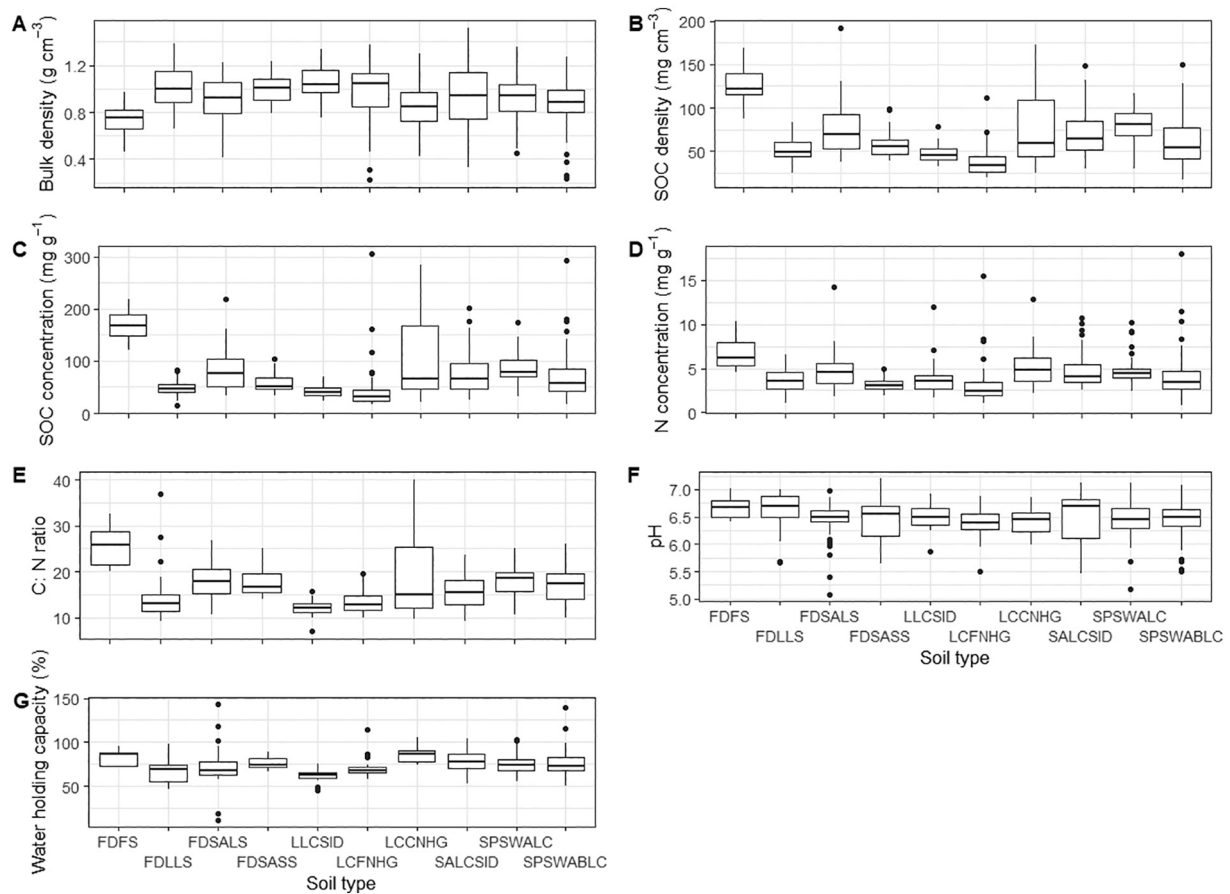 A
Bulk density (g cm⁻³)
1.2
0.8
0.4
B
SOC density (mg cm⁻³)
200
150
100
50
C
SOC concentration (mg g⁻¹)
300
200
100
0
D
N concentration (mg g⁻¹)
15
10
5
0
E
C: N ratio
40
30
20
10
F
pH
7.0
6.5
6.0
5.5
5.0
FDFS FDSALS LLCSID LCCNHG SPSWALC
FDLLS FDSASS LCFNHG SALCSID SPSWABLC
Soil type
G
Water holding capacity (%)
150
100
50
FDFS FDSALS LLCSID LCCNHG SPSWALC
FDLLS FDSASS LCFNHG SALCSID SPSWABLC
Soil type